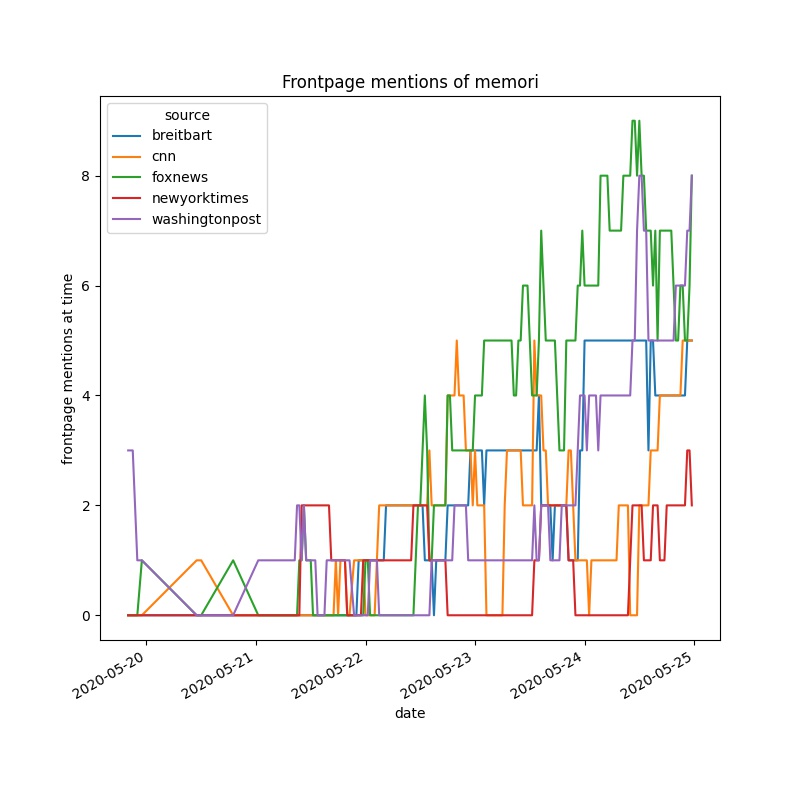 Frontpage mentions of memori
source
breitbart
cnn
foxnews
newyorktimes
washingtonpost
frontpage mentions at time
8
6
4
2
0
2020-05-20
2020-05-21
2020-05-22
2020-05-23
2020-05-24
2020-05-25
date